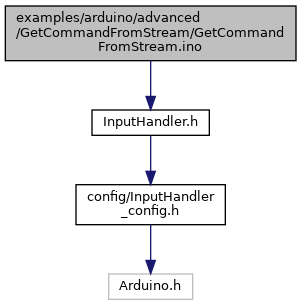 examples/arduino/advanced
/GetCommandFromStream/GetCommand
FromStream.ino
InputHandler.h
config/InputHandler
_config.h
Arduino.h